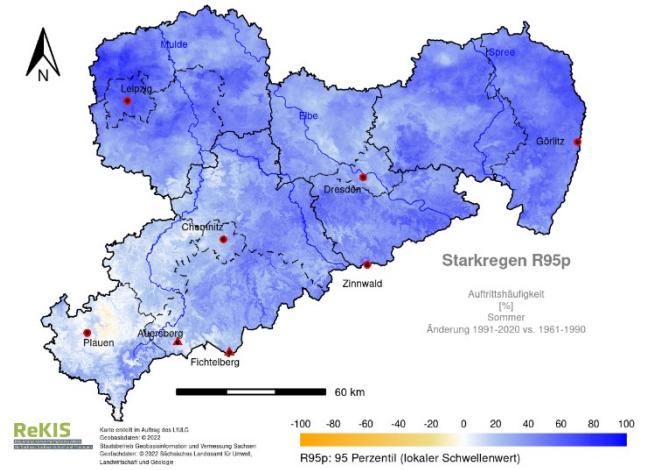 Mulde
Spree
Leipzig
Elbe
Görlitz
N
Dresden
Chemnitz
Zinnwald
Starkregen R95p
Auftrittshäufigkeit
[%]
Sommer
Änderung 1991-2020 vs. 1961-1990
Plauen
Auersberg
Fichtelberg
60 km
ReKIS
Karte erstellt im Auftrag des LfULG
Geobasisdaten: © 2022
Staatsbetrieb Geobasisinformation und Vermessung Sachsen
Geofachdaten: © 2022 Sächsisches Landesamt für Umwelt,
Landwirtschaft und Geologie
-100 -80 -60 -40 -20 0 20 40 60 80 100
R95p: 95 Perzentil (lokaler Schwellenwert)